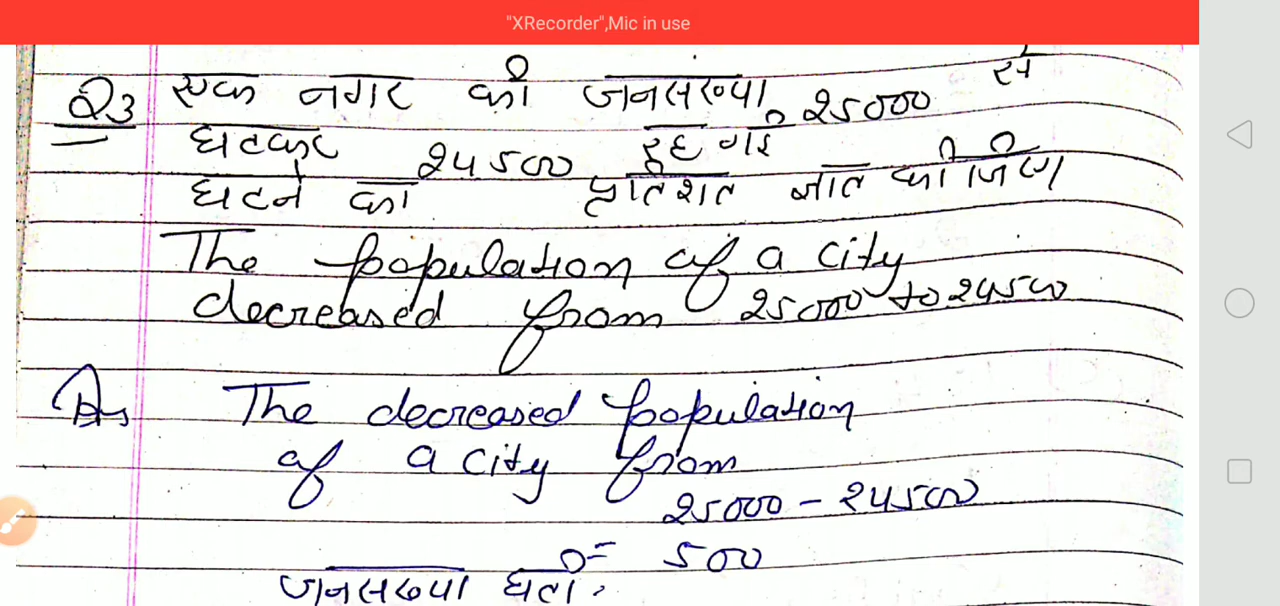 "XRecorder",Mic in use
Q3 एक नगर की जनसंख्या 25000 से
घटकर 24500 रह गई
घटने का प्रतिशत ज्ञात कीजिए
The population of a city
decreased from 25000 to 24500
Ans The decreased population
of a city from
25000 - 24500
= 500
जनसंख्या घटी